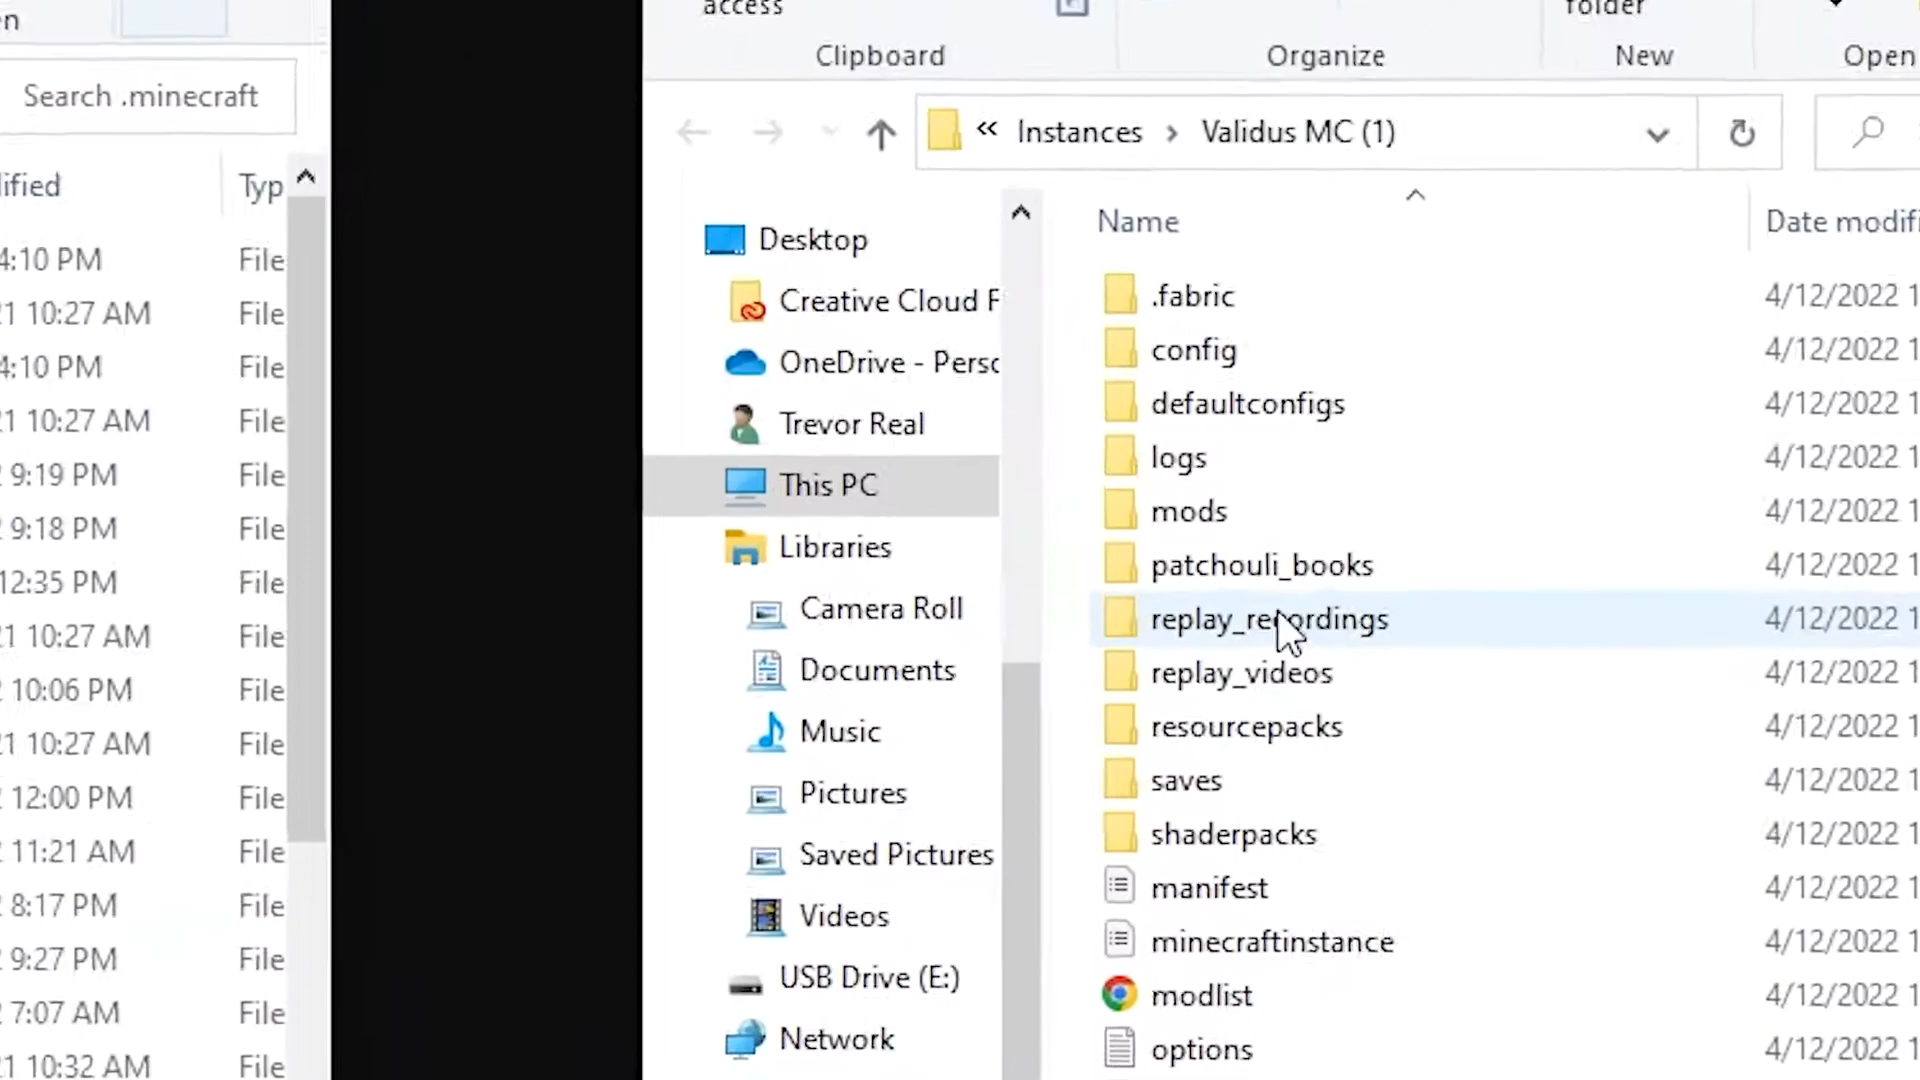 en
Search .minecraft
lified
Typ
4:10 PM File
21 10:27 AM File
4:10 PM File
21 10:27 AM File
2 9:19 PM File
2 9:18 PM File
12:35 PM File
21 10:27 AM File
2 10:06 PM File
21 10:27 AM File
2 12:00 PM File
2 11:21 AM File
2 8:17 PM File
2 9:27 PM File
2 7:07 AM File
21 10:32 AM File
access
folder
Clipboard
Organize
New
Open
« Instances › Validus MC (1)
Desktop
Creative Cloud F
OneDrive - Perso
Trevor Real
This PC
Libraries
Camera Roll
Documents
Music
Pictures
Saved Pictures
Videos
USB Drive (E:)
Network
Name
Date modifi
.fabric 4/12/2022 1
config 4/12/2022 1
defaultconfigs 4/12/2022 1
logs 4/12/2022 1
mods 4/12/2022 1
patchouli_books 4/12/2022 1
replay_recordings 4/12/2022 1
replay_videos 4/12/2022 1
resourcepacks 4/12/2022 1
saves 4/12/2022 1
shaderpacks 4/12/2022 1
manifest 4/12/2022 1
minecraftinstance 4/12/2022 1
modlist 4/12/2022 1
options 4/12/2022 1